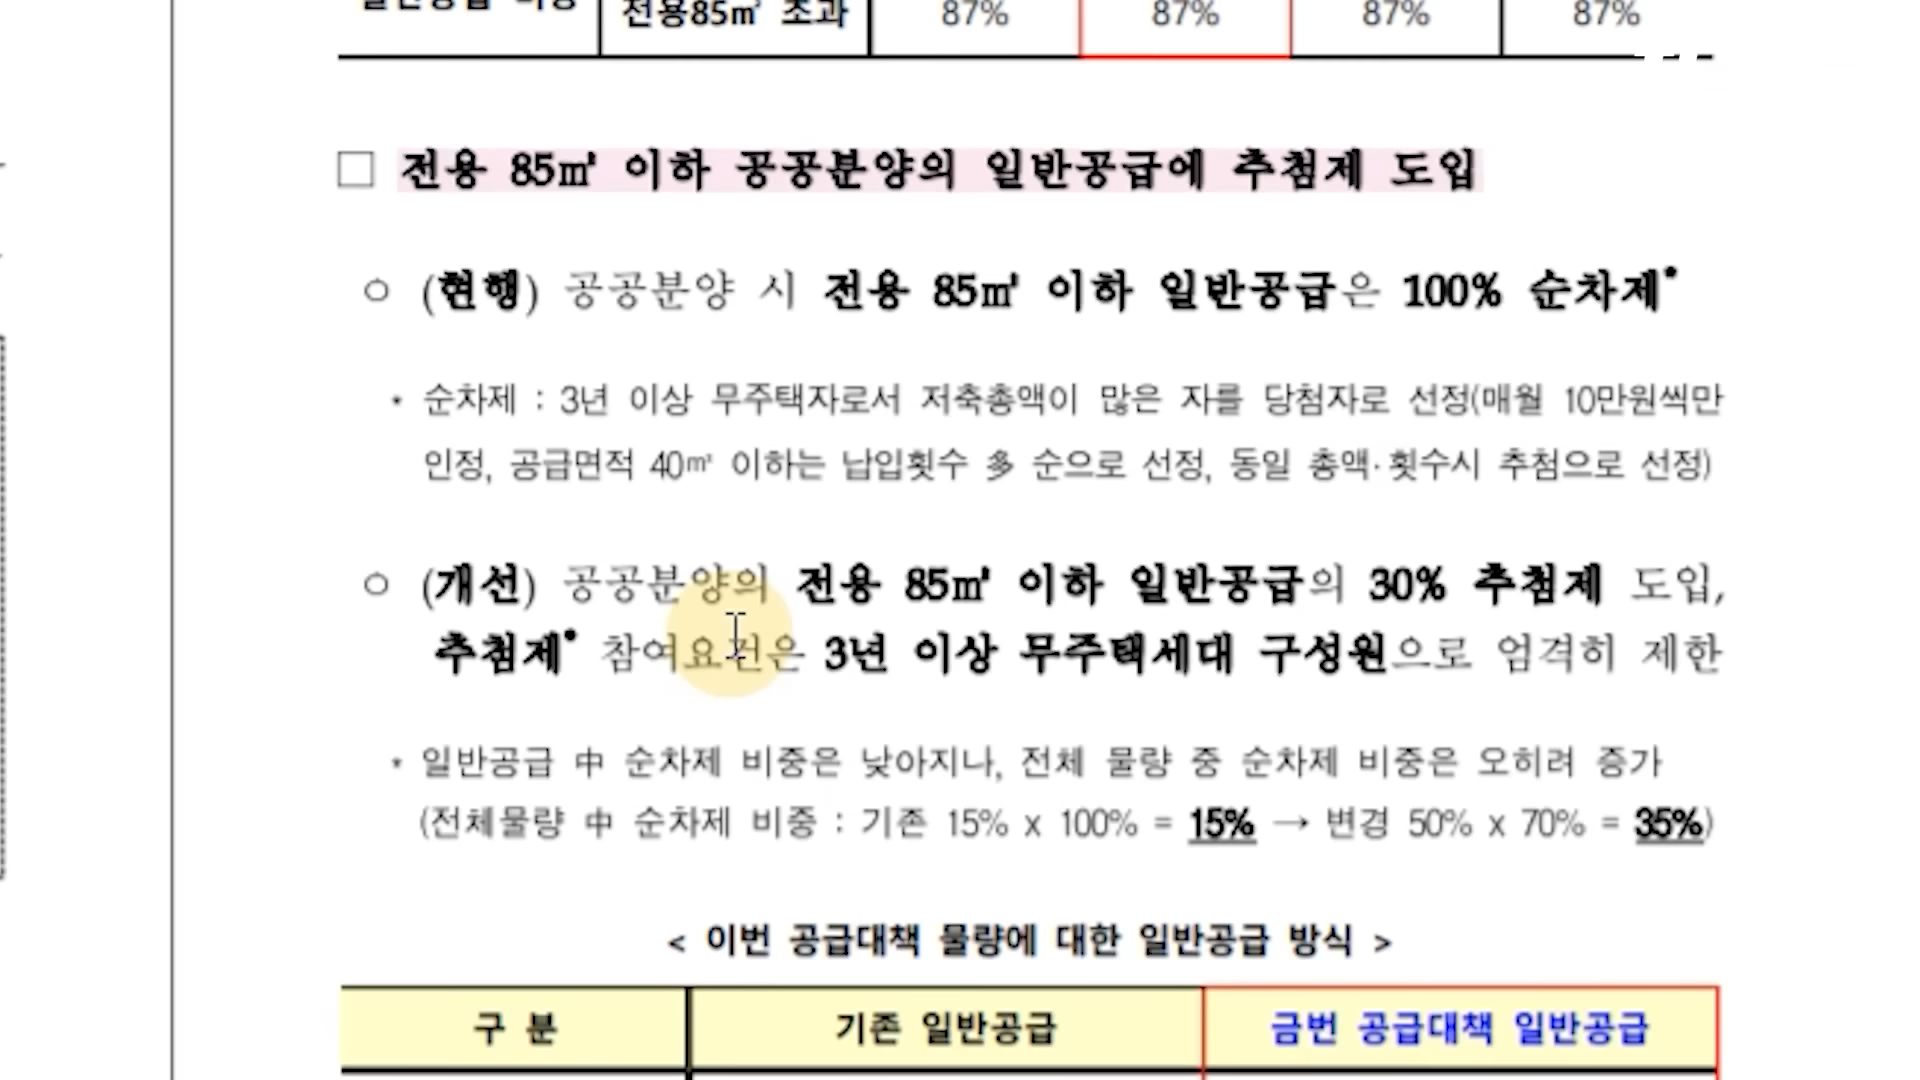 전용85㎡ 초과 87% 87% 87% 87%
□ 전용 85㎡ 이하 공공분양의 일반공급에 추첨제 도입
ㅇ (현행) 공공분양 시 전용 85㎡ 이하 일반공급은 100% 순차제*
* 순차제 : 3년 이상 무주택자로서 저축총액이 많은 자를 당첨자로 선정(매월 10만원씩만
인정, 공급면적 40㎡ 이하는 납입횟수 多 순으로 선정, 동일 총액·횟수시 추첨으로 선정)
ㅇ (개선) 공공분양의 전용 85㎡ 이하 일반공급의 30% 추첨제 도입,
추첨제* 참여요건은 3년 이상 무주택세대 구성원으로 엄격히 제한
* 일반공급 中 순차제 비중은 낮아지나, 전체 물량 중 순차제 비중은 오히려 증가
(전체물량 中 순차제 비중 : 기존 15% x 100% = 15% → 변경 50% x 70% = 35%)
< 이번 공급대책 물량에 대한 일반공급 방식 >
구 분 기존 일반공급 금번 공급대책 일반공급